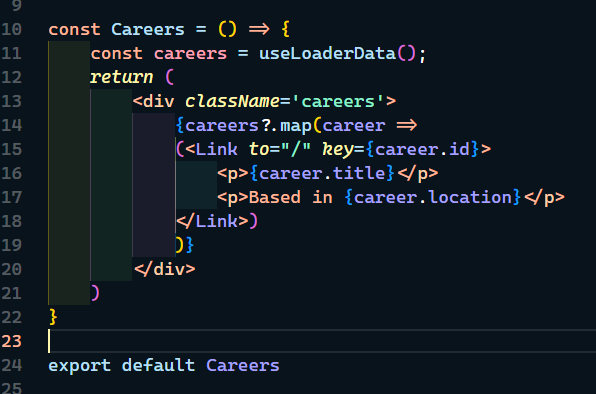 9
10 const Careers = () => {
11     const careers = useLoaderData();
12     return (
13         <div className='careers'>
14             {careers?.map(career =>
15             (<Link to="/" key={career.id}>
16                 <p>{career.title}</p>
17                 <p>Based in {career.location}</p>
18             </Link>)
19             )}
20         </div>
21     )
22 }
23
24 export default Careers
25